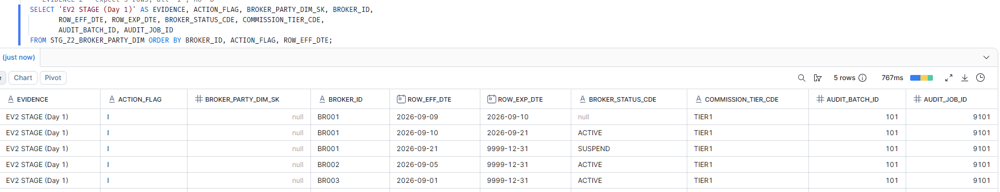 SELECT 'EV2 STAGE (Day 1)' AS EVIDENCE, ACTION_FLAG, BROKER_PARTY_DIM_SK, BROKER_ID,
ROW_EFF_DTE, ROW_EXP_DTE, BROKER_STATUS_CDE, COMMISSION_TIER_CDE,
AUDIT_BATCH_ID, AUDIT_JOB_ID
FROM STG_Z2_BROKER_PARTY_DIM ORDER BY BROKER_ID, ACTION_FLAG, ROW_EFF_DTE;
(just now)
Chart Pivot 5 rows 767ms
EVIDENCE ACTION_FLAG BROKER_PARTY_DIM_SK BROKER_ID ROW_EFF_DTE ROW_EXP_DTE BROKER_STATUS_CDE COMMISSION_TIER_CDE AUDIT_BATCH_ID AUDIT_JOB_ID
EV2 STAGE (Day 1) I null BR001 2026-09-09 2026-09-10 null TIER1 101 9101
EV2 STAGE (Day 1) I null BR001 2026-09-10 2026-09-21 ACTIVE TIER1 101 9101
EV2 STAGE (Day 1) I null BR001 2026-09-21 9999-12-31 SUSPEND TIER1 101 9101
EV2 STAGE (Day 1) I null BR002 2026-09-05 9999-12-31 ACTIVE TIER1 101 9101
EV2 STAGE (Day 1) I null BR003 2026-09-01 9999-12-31 ACTIVE TIER1 101 9101